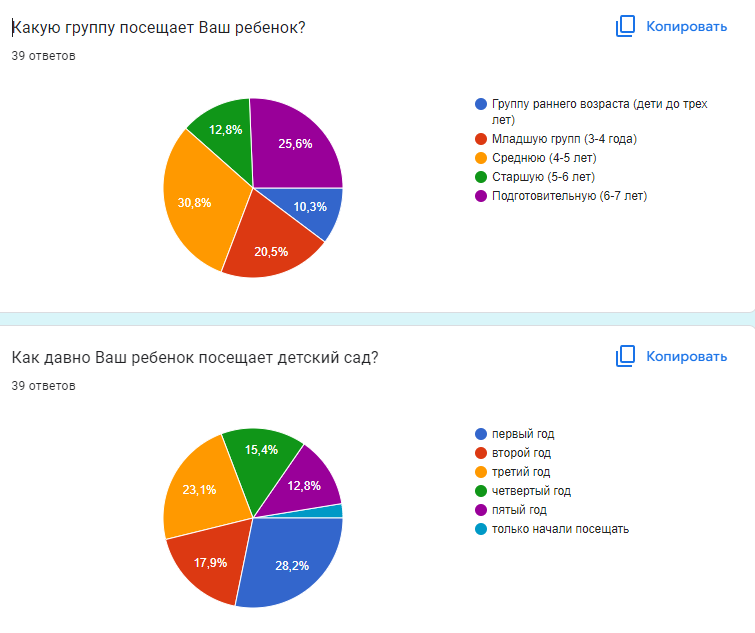 Какую группу посещает Ваш ребенок?
Копировать
39 ответов
12,8%
25,6%
30,8%
10,3%
20,5%
Группу раннего возраста (дети до трех
лет)
Младшую групп (3-4 года)
Среднюю (4-5 лет)
Старшую (5-6 лет)
Подготовительную (6-7 лет)
Как давно Ваш ребенок посещает детский сад?
Копировать
39 ответов
15,4%
23,1%
12,8%
17,9%
28,2%
первый год
второй год
третий год
четвертый год
пятый год
только начали посещать